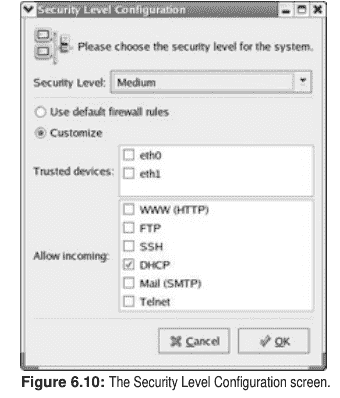 Security Level Configuration
Please choose the security level for the system.
Security Level: Medium
Use default firewall rules
Customize
Trusted devices:
eth0
eth1
Allow incoming:
WWW (HTTP)
FTP
SSH
DHCP
Mail (SMTP)
Telnet
Cancel OK
Figure 6.10: The Security Level Configuration screen.